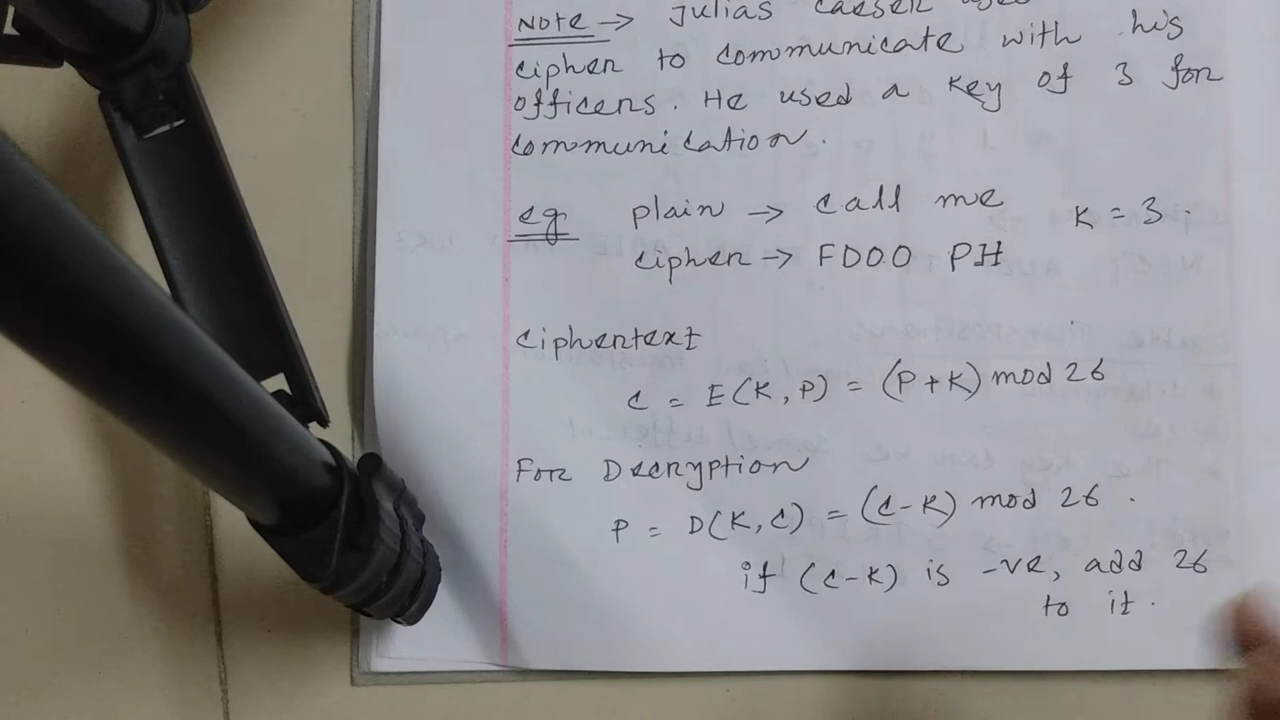 Note → Julias Caeser used
cipher to communicate with his
officers. He used a key of 3 for
communication.
eg plain → call me K = 3.
cipher → FDOO PH
Ciphertext
C = E(K, P) = (P+K) mod 26
For Decryption
P = D(K, C) = (C-K) mod 26.
if (C-K) is -ve, add 26
to it.